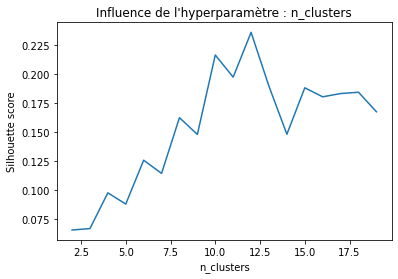 Influence de l'hyperparamètre : n_clusters
Silhouette score
0.225
0.200
0.175
0.150
0.125
0.100
0.075
2.5 5.0 7.5 10.0 12.5 15.0 17.5
n_clusters